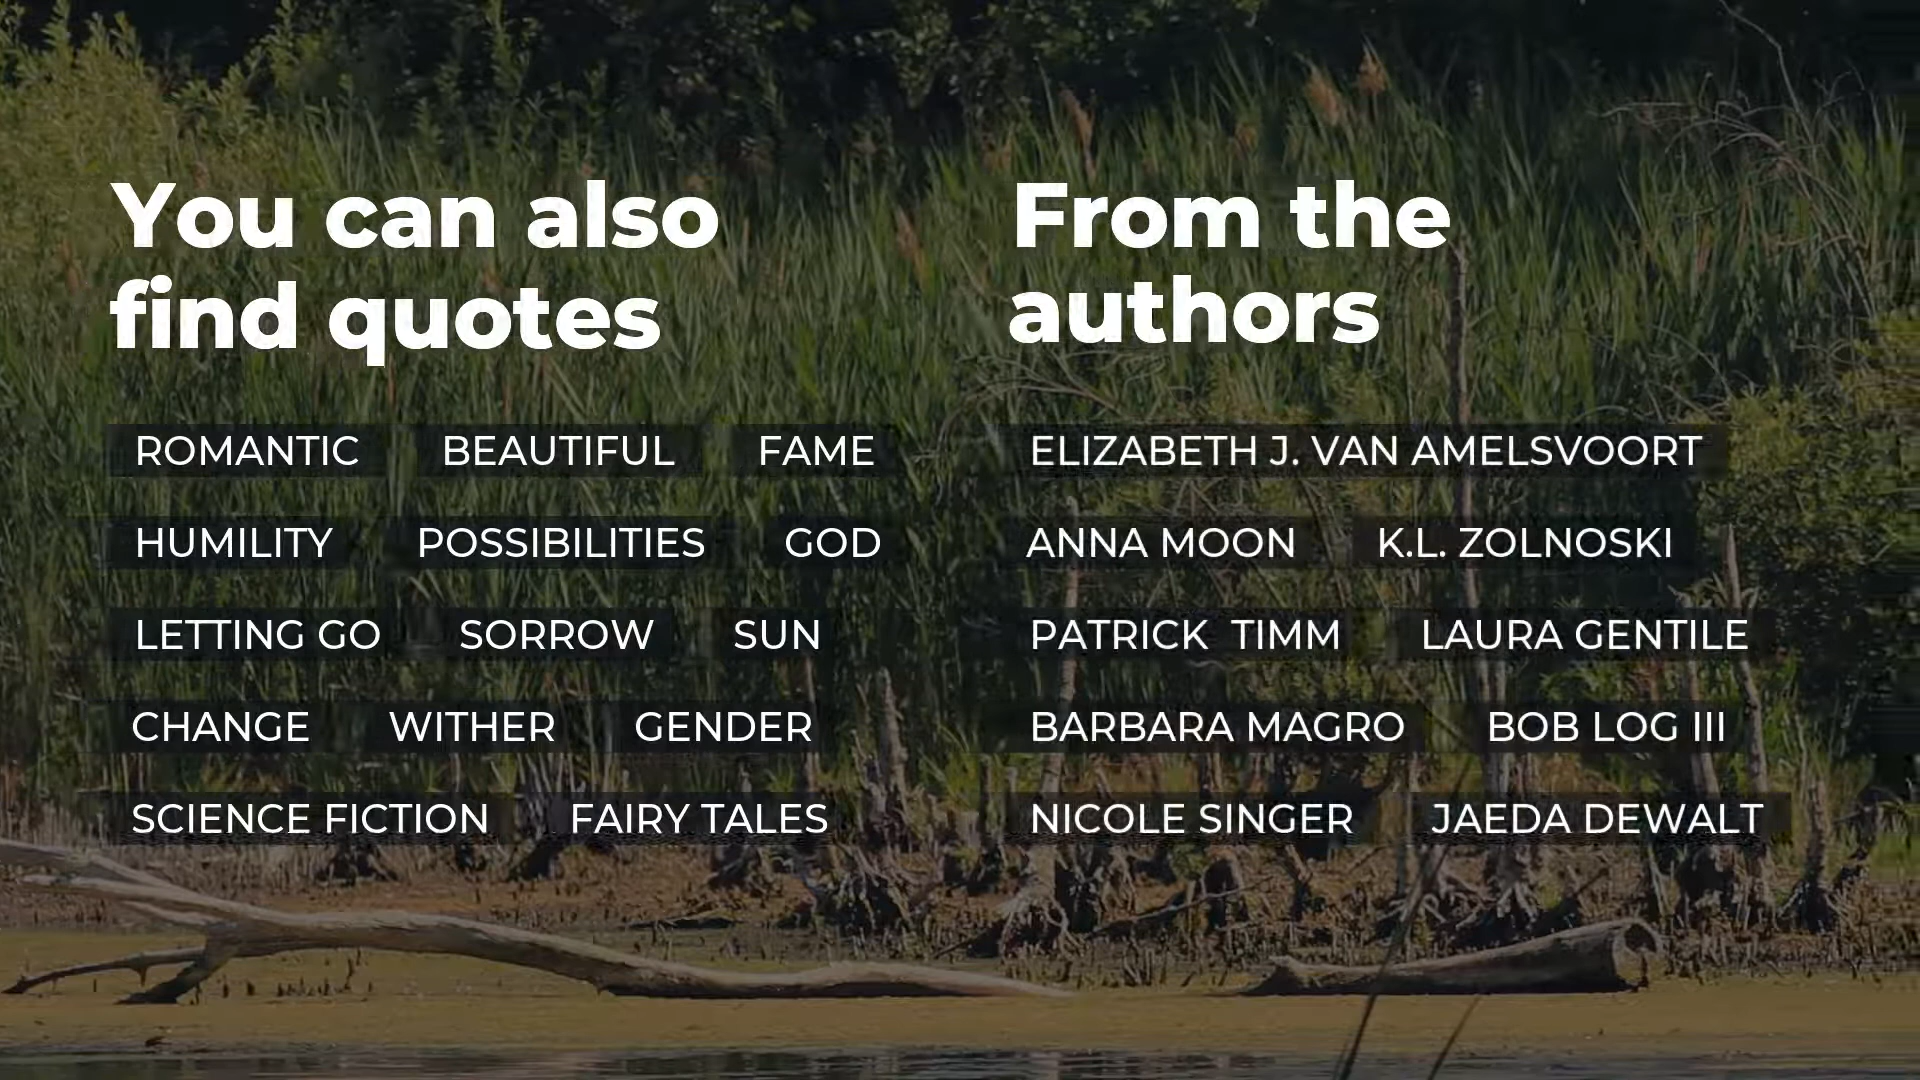 You can also
find quotes
ROMANTIC BEAUTIFUL FAME
HUMILITY POSSIBILITIES GOD
LETTING GO SORROW SUN
CHANGE WITHER GENDER
SCIENCE FICTION FAIRY TALES
From the
authors
ELIZABETH J. VAN AMELSVOORT
ANNA MOON K.L. ZOLNOSKI
PATRICK TIMM LAURA GENTILE
BARBARA MAGRO BOB LOG III
NICOLE SINGER JAEDA DEWALT